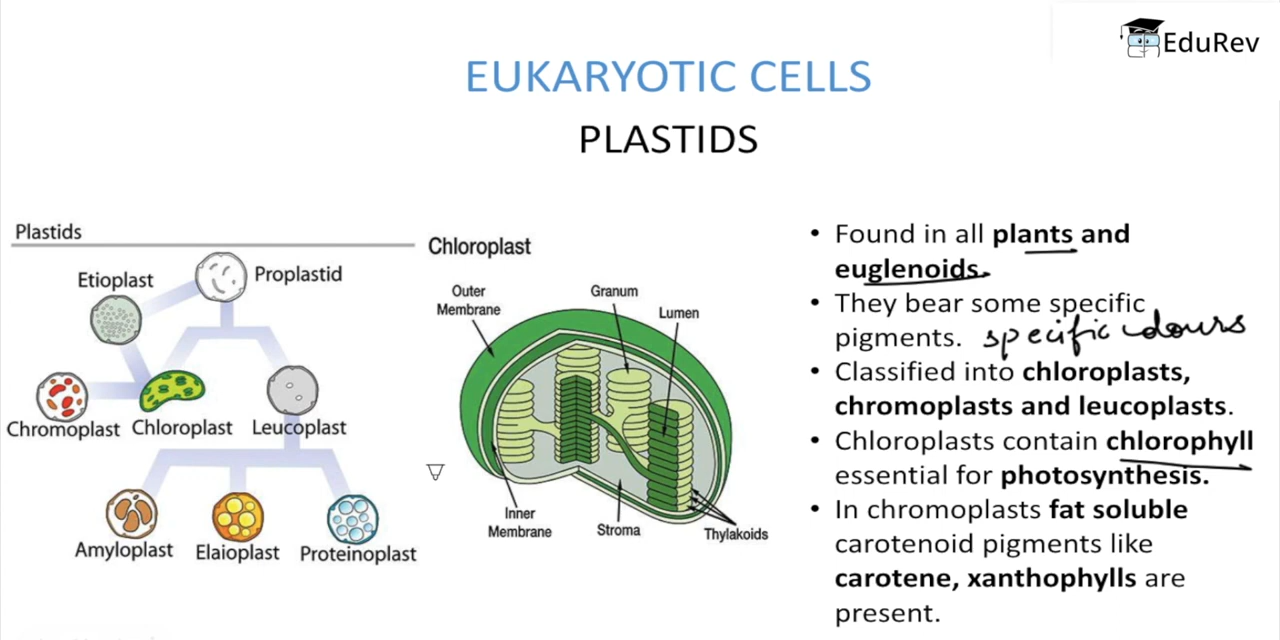 EduRev
EUKARYOTIC CELLS
PLASTIDS
Plastids
Etioplast
Proplastid
Chromoplast
Chloroplast
Leucoplast
Amyloplast
Elaioplast
Proteinoplast
Chloroplast
Outer
Membrane
Granum
Lumen
Inner
Membrane
Stroma
Thylakoids
• Found in all plants and
euglenoids.
• They bear some specific
pigments. specific colours
• Classified into chloroplasts,
chromoplasts and leucoplasts.
• Chloroplasts contain chlorophyll
essential for photosynthesis.
• In chromoplasts fat soluble
carotenoid pigments like
carotene, xanthophylls are
present.